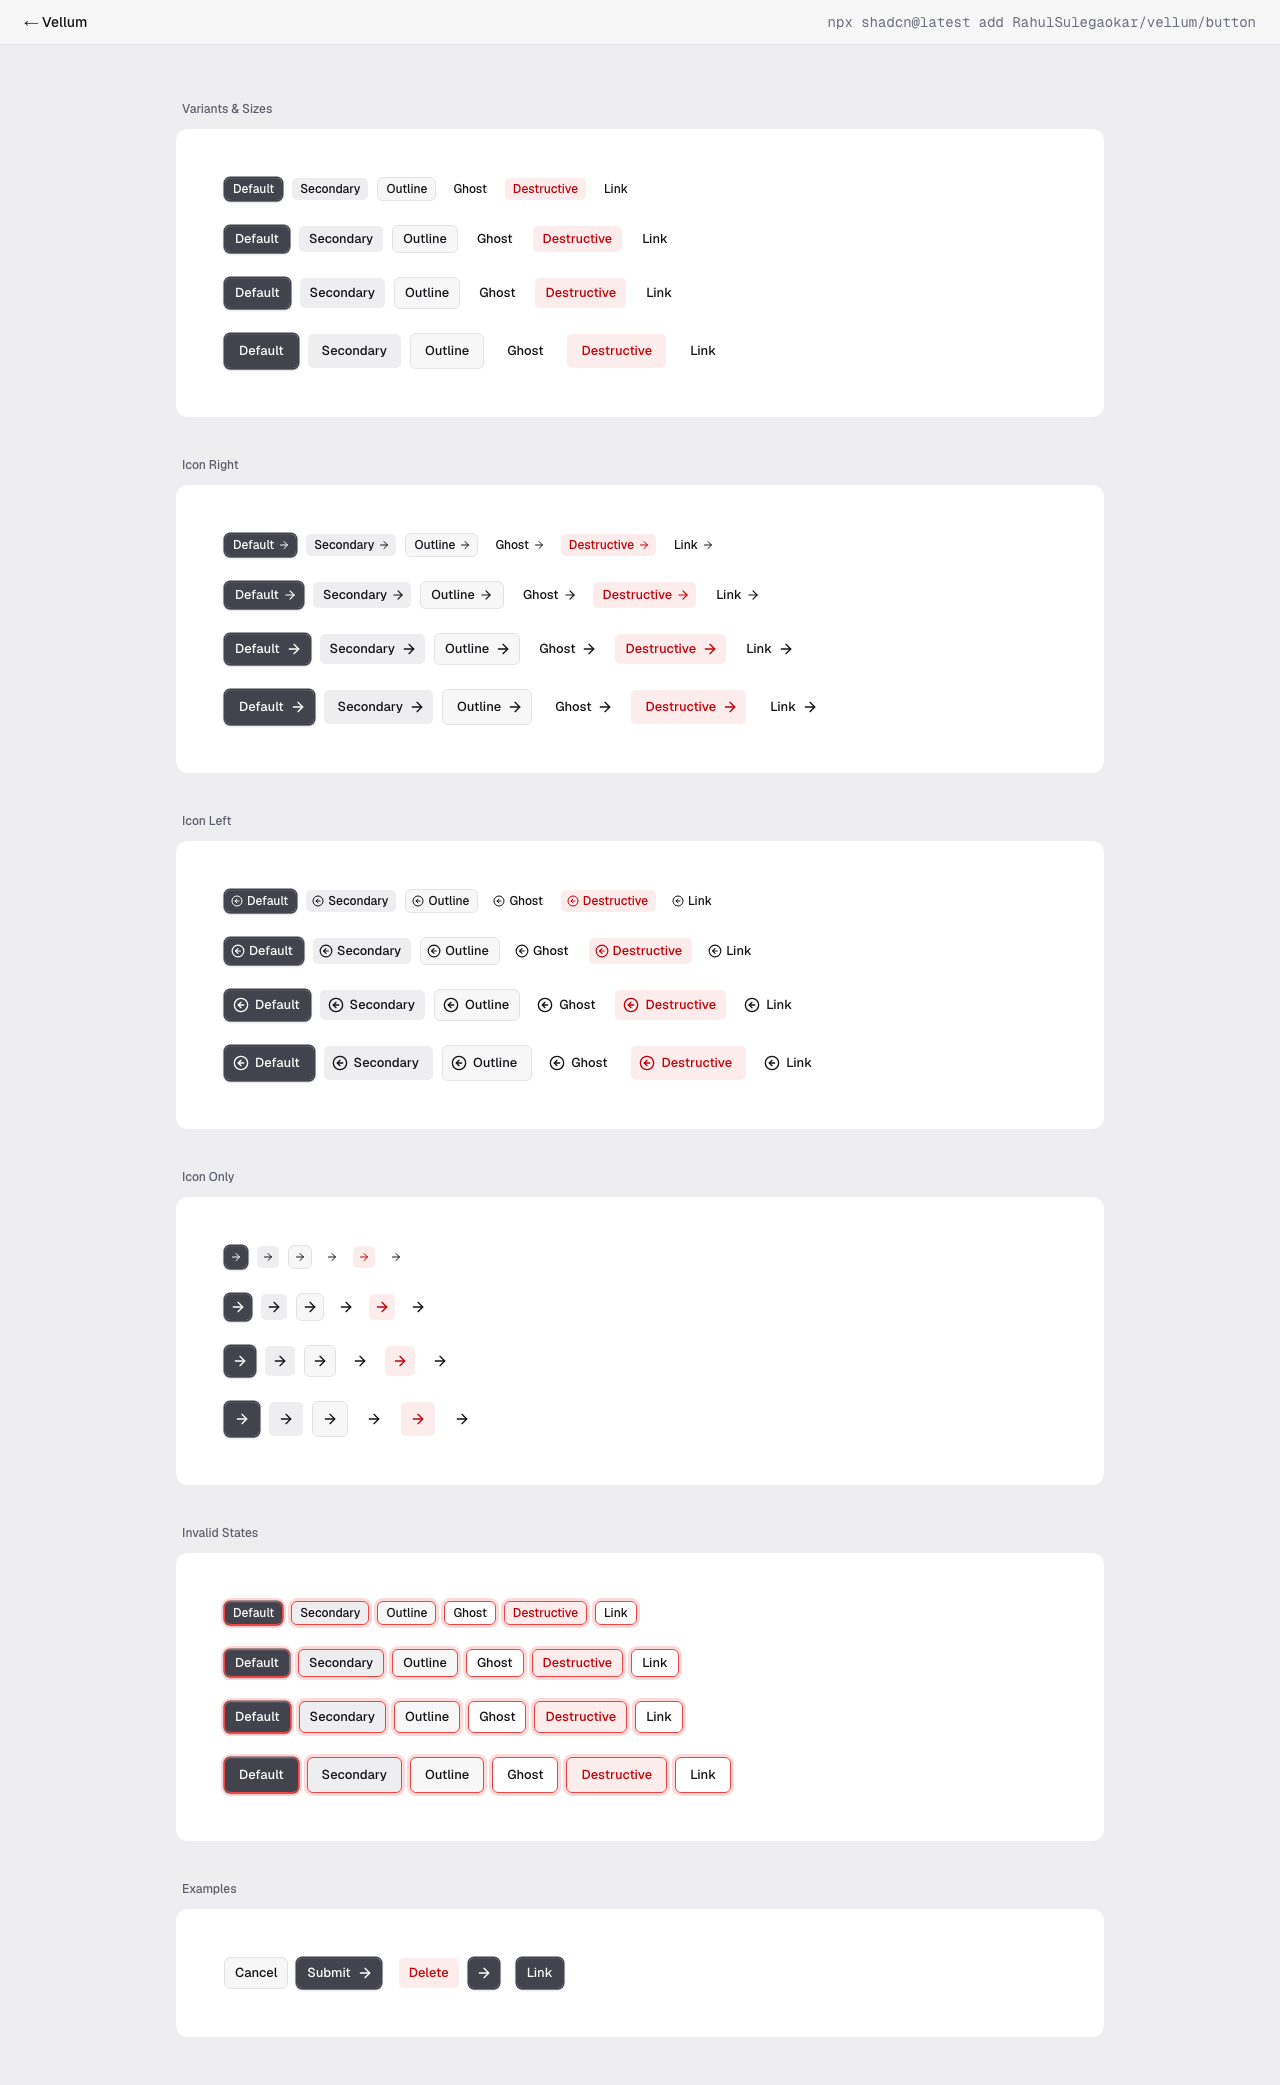 ← Vellum
npx shadcn@latest add RahulSulegaokar/vellum/button
Variants & Sizes
Default Secondary Outline Ghost Destructive Link
Default Secondary Outline Ghost Destructive Link
Default Secondary Outline Ghost Destructive Link
Default Secondary Outline Ghost Destructive Link
Icon Right
Default → Secondary → Outline → Ghost → Destructive → Link →
Default → Secondary → Outline → Ghost → Destructive → Link →
Default → Secondary → Outline → Ghost → Destructive → Link →
Default → Secondary → Outline → Ghost → Destructive → Link →
Icon Left
Default Secondary Outline Ghost Destructive Link
Default Secondary Outline Ghost Destructive Link
Default Secondary Outline Ghost Destructive Link
Default Secondary Outline Ghost Destructive Link
Icon Only
Invalid States
Default Secondary Outline Ghost Destructive Link
Default Secondary Outline Ghost Destructive Link
Default Secondary Outline Ghost Destructive Link
Default Secondary Outline Ghost Destructive Link
Examples
Cancel Submit → Delete → Link